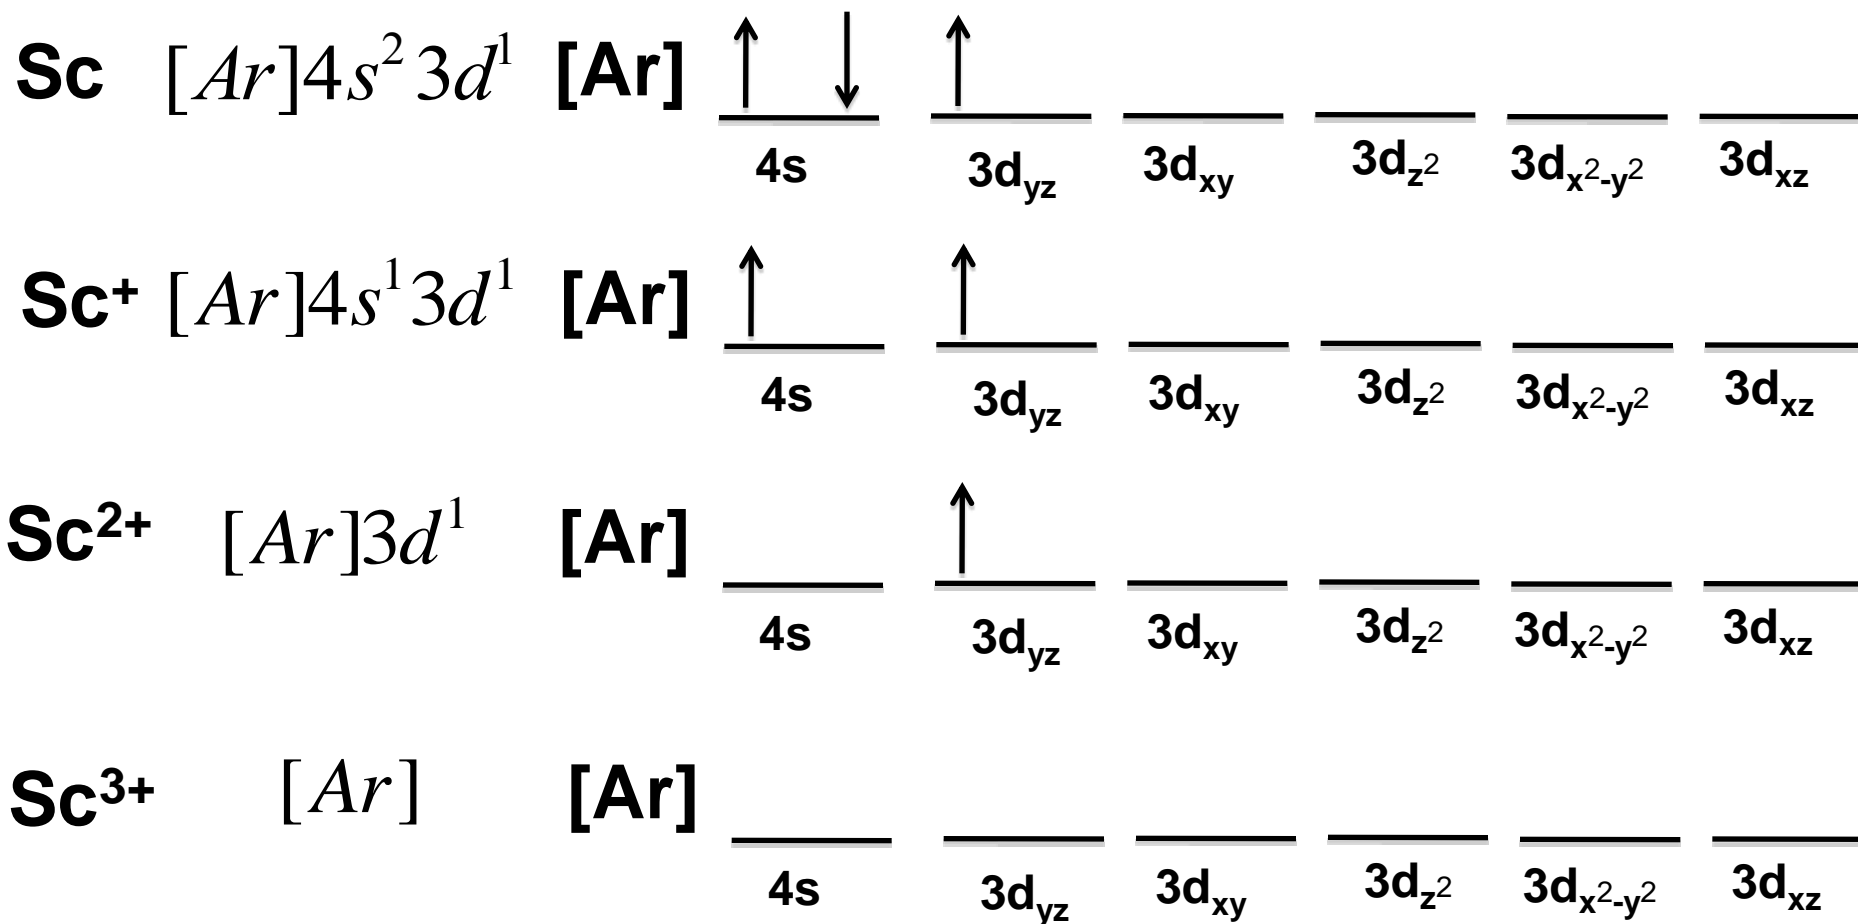 Sc [Ar]4s² 3d¹ [Ar]
4s 3dyz 3dxy 3dz² 3dx²-y² 3dxz
Sc⁺ [Ar]4s¹3d¹ [Ar]
4s 3dyz 3dxy 3dz² 3dx²-y² 3dxz
Sc²⁺ [Ar]3d¹ [Ar]
4s 3dyz 3dxy 3dz² 3dx²-y² 3dxz
Sc³⁺ [Ar] [Ar]
4s 3dyz 3dxy 3dz² 3dx²-y² 3dxz